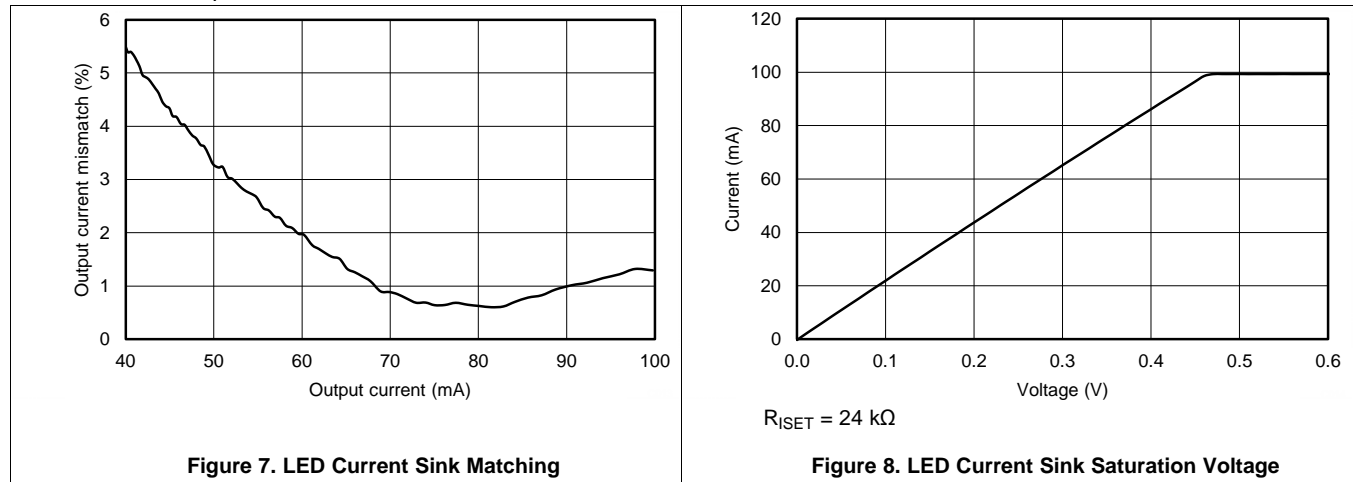 6
5
4
3
2
1
0
Output current mismatch (%)
40 50 60 70 80 90 100
Output current (mA)
Figure 7. LED Current Sink Matching
120
100
80
60
40
20
0
Current (mA)
0.0 0.1 0.2 0.3 0.4 0.5 0.6
Voltage (V)
RISET = 24 kΩ
Figure 8. LED Current Sink Saturation Voltage